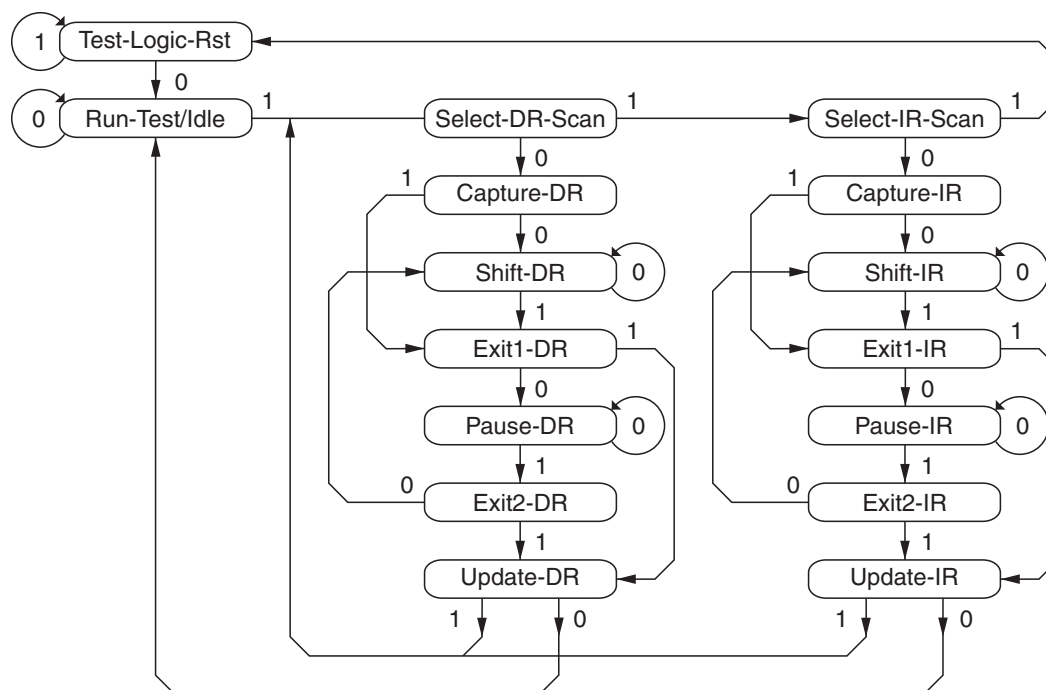 1 Test-Logic-Rst
0
0 Run-Test/Idle 1 Select-DR-Scan 1 Select-IR-Scan 1
0 0
1 Capture-DR 1 Capture-IR
0 0
Shift-DR 0 Shift-IR 0
1 1
Exit1-DR 1 Exit1-IR 1
0 0
Pause-DR 0 Pause-IR 0
1 1
0 Exit2-DR 0 Exit2-IR
1 1
Update-DR Update-IR
1 0 1 0